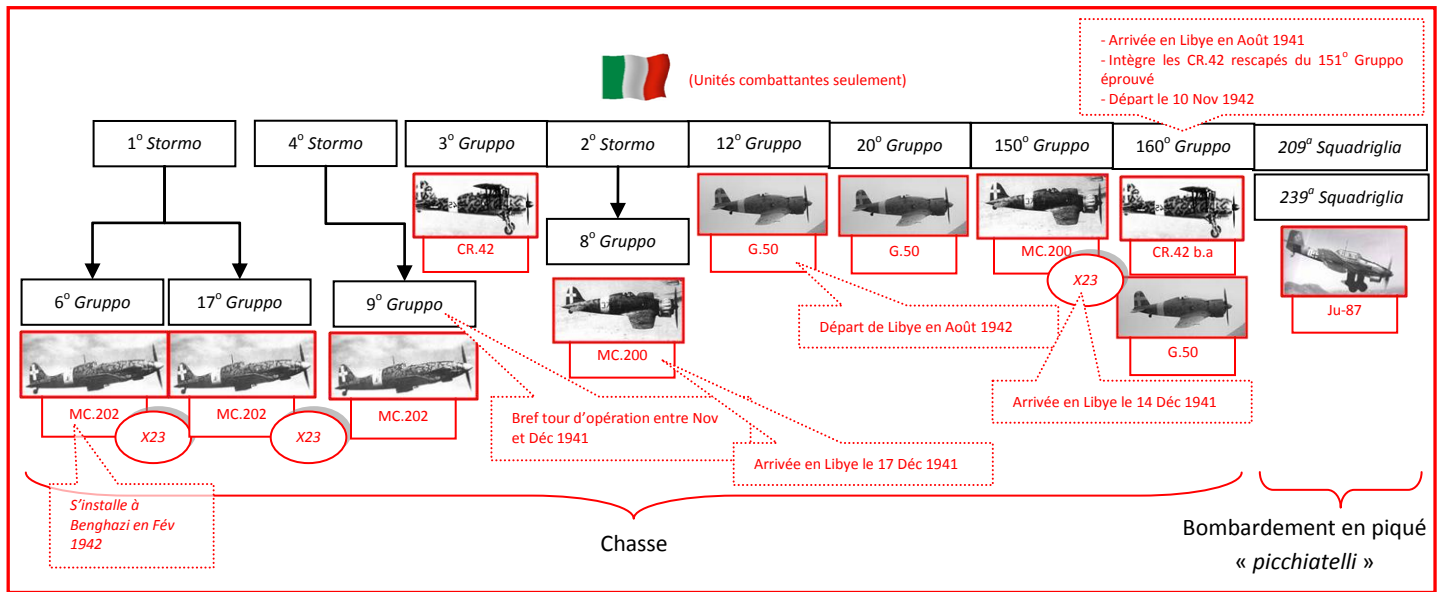 (Unités combattantes seulement)
- Arrivée en Libye en Août 1941
- Intègre les CR.42 rescapés du 151° Gruppo
éprouvé
- Départ le 10 Nov 1942
1° Stormo
4° Stormo
3° Gruppo
2° Stormo
12° Gruppo
20° Gruppo
150° Gruppo
160° Gruppo
209ª Squadriglia
239ª Squadriglia
CR.42
8° Gruppo
G.50
G.50
MC.200
X23
CR.42 b.a
G.50
Ju-87
6° Gruppo
17° Gruppo
9° Gruppo
MC.200
Départ de Libye en Août 1942
MC.202
X23
MC.202
X23
MC.202
Bref tour d’opération entre Nov
et Déc 1941
Arrivée en Libye le 14 Déc 1941
Arrivée en Libye le 17 Déc 1941
S’installe à
Benghazi en Fév
1942
Chasse
Bombardement en piqué
« picchiatelli »